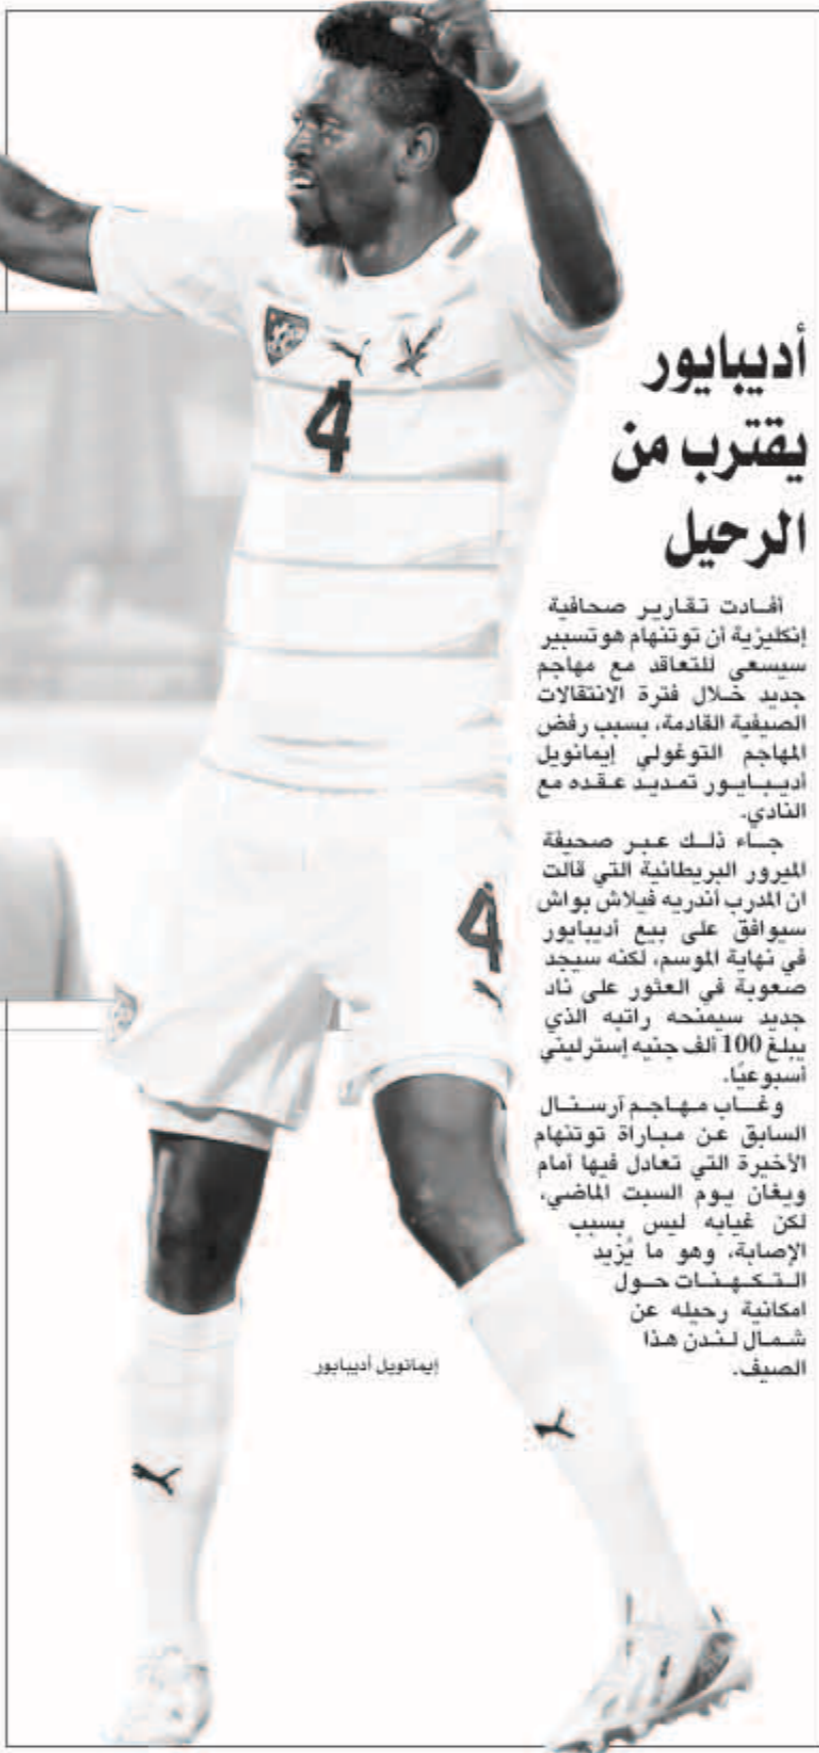 أديبايور
يقترب من
الرحيل
أفادت تقارير صحافية
إنكليزية أن توتنهام هوتسبير
سيسعى للتعاقد مع مهاجم
جديد خلال فترة الانتقالات
الصيفية القادمة، بسبب رفض
المهاجم التوغولي إيمانويل
أديبايور تمديد عقده مع
النادي.
جاء ذلك عبر صحيفة
الميرور البريطانية التي قالت
ان المدرب أندريه فيلاش بواش
سيوافق على بيع أديبايور
في نهاية الموسم، لكنه سيجد
صعوبة في العثور على ناد
جديد سيمنحه راتبه الذي
يبلغ 100 ألف جنيه إسترليني
أسبوعيًا.
وغاب مهاجم آرسنال
السابق عن مباراة توتنهام
الأخيرة التي تعادل فيها أمام
ويغان يوم السبت الماضي،
لكن غيابه ليس بسبب
الإصابة، وهو ما يُزيد
التكهنات حول
امكانية رحيله عن
شمال لندن هذا
الصيف.
إيمانويل أديبايور
4
4